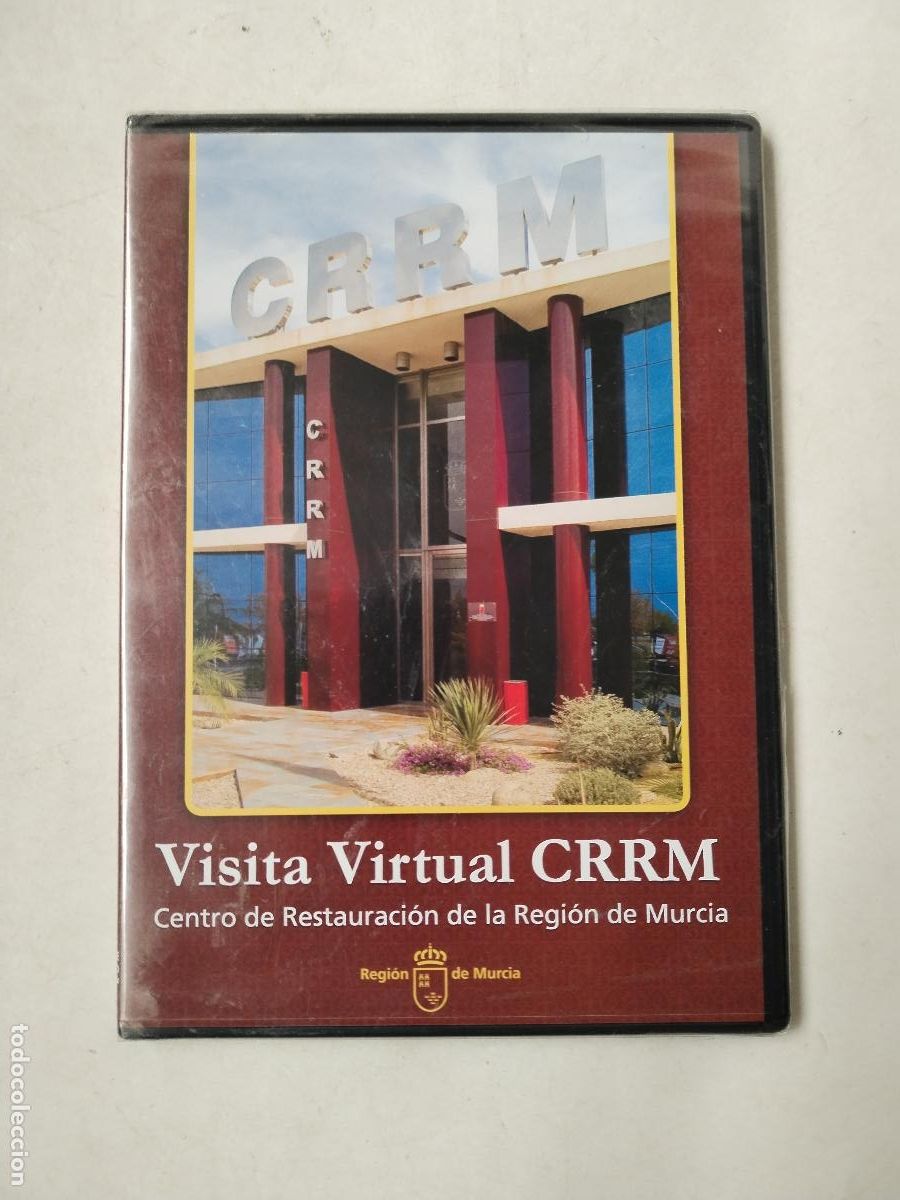 CRRM
C
R
R
M
Visita Virtual CRRM
Centro de Restauración de la Región de Murcia
Región de Murcia
todocoleccion